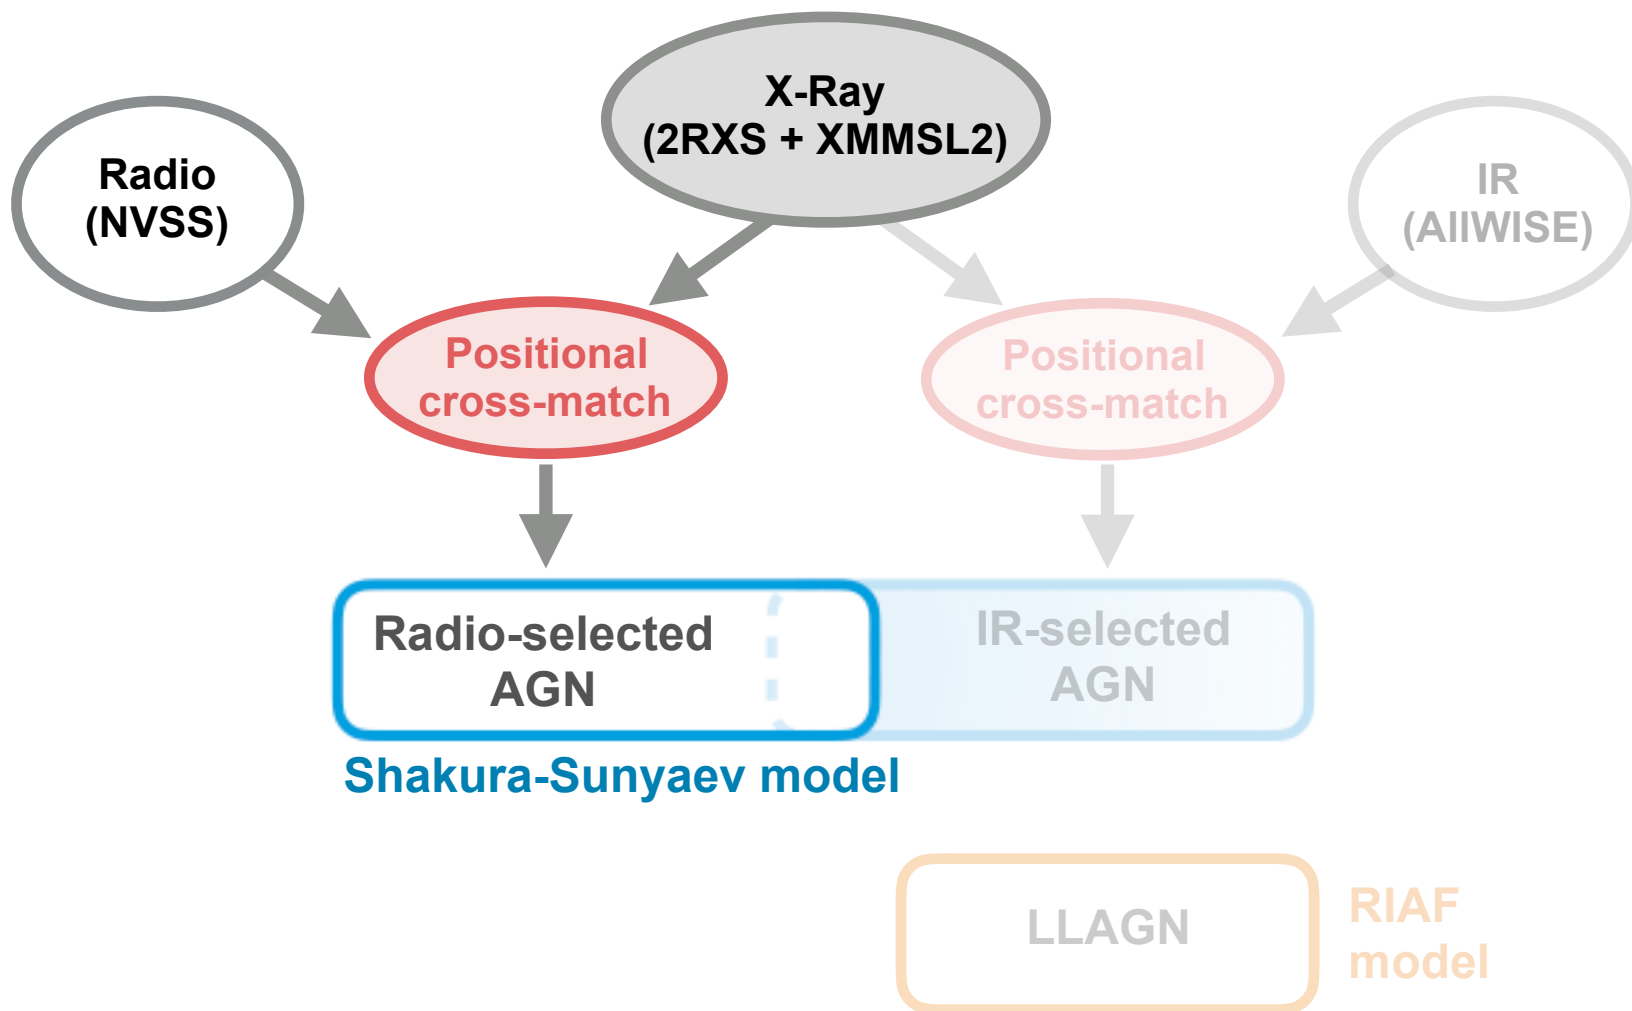 X-Ray
(2RXS + XMMSL2)
Radio
(NVSS)
IR
(AllWISE)
Positional
cross-match
Positional
cross-match
Radio-selected
AGN
IR-selected
AGN
Shakura-Sunyaev model
LLAGN
RIAF
model